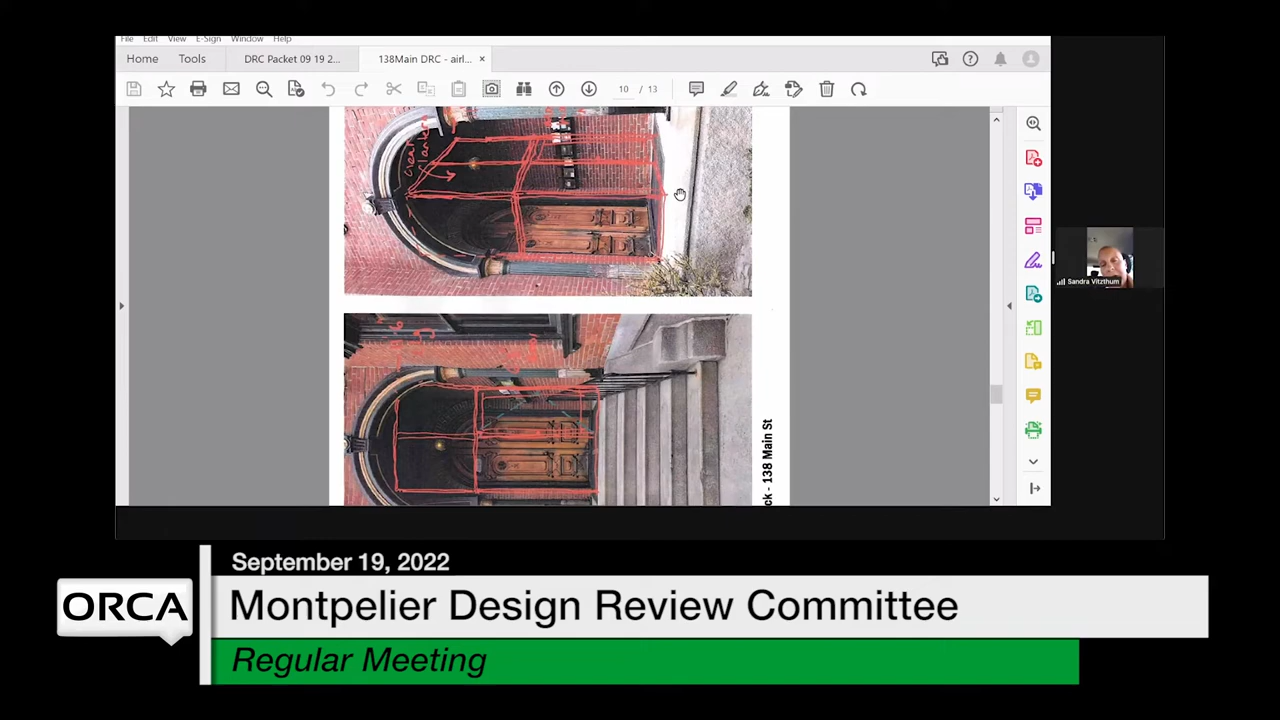 File Edit View E-Sign Window Help
Home Tools DRC Packet 09 19 2... 138Main DRC - airl... ×
10 / 13
Clear
ck - 138 Main St
Sandra Vitzthum
September 19, 2022
ORCA
Montpelier Design Review Committee
Regular Meeting